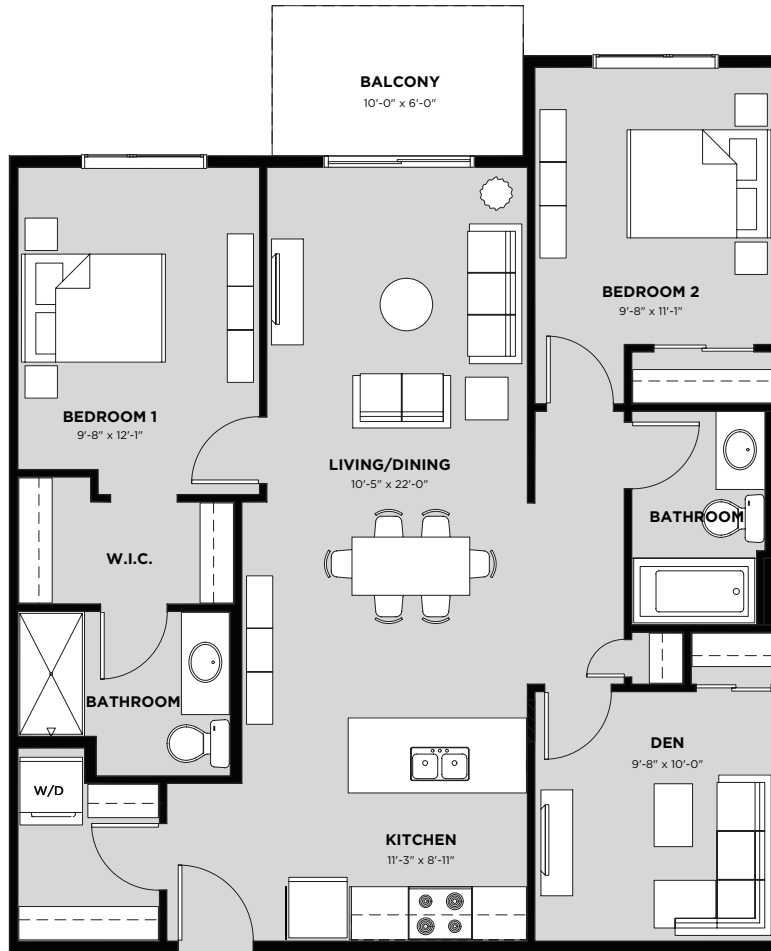 BALCONY
10'-0" x 6'-0"
BEDROOM 2
9'-8" x 11'-1"
BEDROOM 1
9'-8" x 12'-1"
LIVING/DINING
10'-5" x 22'-0"
BATHROOM
W.I.C.
BATHROOM
DEN
9'-8" x 10'-0"
W/D
KITCHEN
11'-3" x 8'-11"